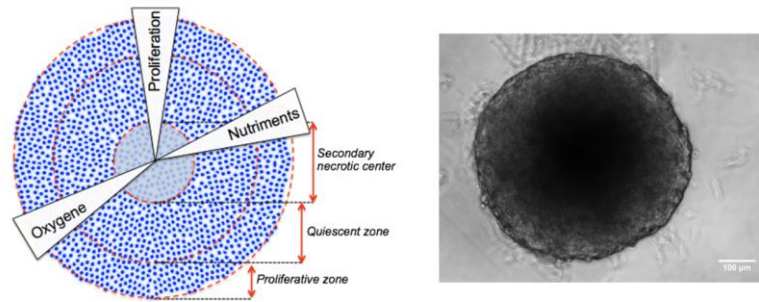 Proliferation
Nutriments
Oxygene
Secondary
necrotic center
Quiescent zone
Proliferative zone
100 µm